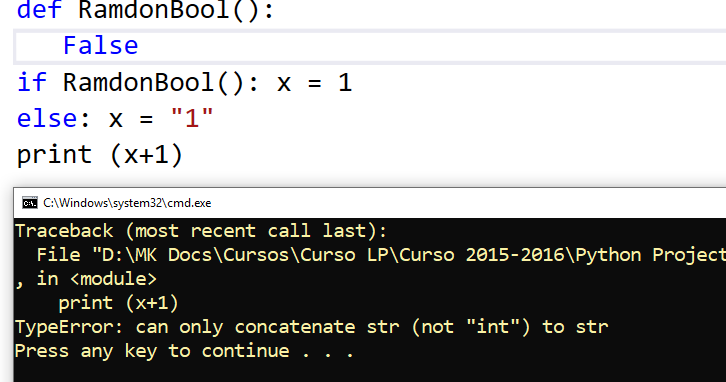 def RamdonBool():
False
if RamdonBool(): x = 1
else: x = "1"
print (x+1)
C:\Windows\system32\cmd.exe
Traceback (most recent call last):
File "D:\MK Docs\Cursos\Curso LP\Curso 2015-2016\Python Project
, in <module>
print (x+1)
TypeError: can only concatenate str (not "int") to str
Press any key to continue . . .